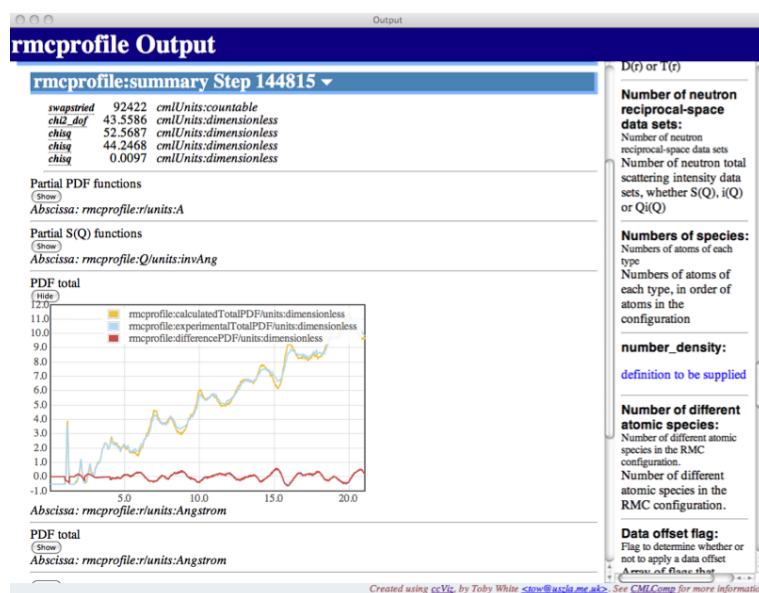 Output
rmcprofile Output
rmcprofile:summary Step 144815
swapstried 92422 cmlUnits:countable
chi2_dof 43.5586 cmlUnits:dimensionless
chisq 52.5687 cmlUnits:dimensionless
chisq 44.2468 cmlUnits:dimensionless
chisq 0.0097 cmlUnits:dimensionless
Partial PDF functions
Show
Abscissa: rmcprofile:r/units:A
Partial S(Q) functions
Show
Abscissa: rmcprofile:Q/units:invAng
PDF total
Hide
12.0
11.0
10.0
9.0
8.0
7.0
6.0
5.0
4.0
3.0
2.0
1.0
0.0
-1.0
rmcprofile:calculatedTotalPDF/units:dimensionless
rmcprofile:experimentalTotalPDF/units:dimensionless
rmcprofile:differencePDF/units:dimensionless
5.0 10.0 15.0 20.0
Abscissa: rmcprofile:r/units:Angstrom
PDF total
Show
Abscissa: rmcprofile:r/units:Angstrom
D(r) or T(r)
Number of neutron
reciprocal-space
data sets:
Number of neutron
reciprocal-space data sets
Number of neutron total
scattering intensity data
sets, whether S(Q), i(Q)
or Qi(Q)
Numbers of species:
Numbers of atoms of each
type
Numbers of atoms of
each type, in order of
atoms in the
configuration
number_density:
definition to be supplied
Number of different
atomic species:
Number of different atomic
species in the RMC
configuration.
Number of different
atomic species in the
RMC configuration.
Data offset flag:
Flag to determine whether or
not to apply a data offset
Array of flags that
Created using ccViz, by Toby White <tow@uszla.me.uk>. See CMLComp for more informatio